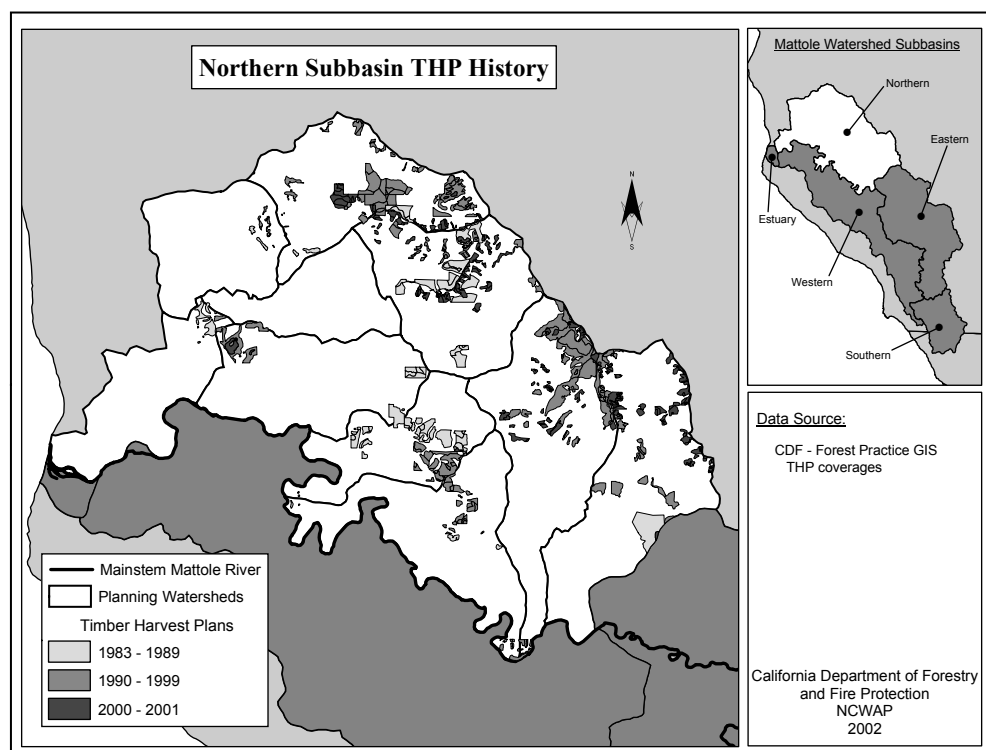 Northern Subbasin THP History
N
S
Mainstem Mattole River
Planning Watersheds
Timber Harvest Plans
1983 - 1989
1990 - 1999
2000 - 2001
Mattole Watershed Subbasins
Northern
Eastern
Estuary
Western
Southern
Data Source:
CDF - Forest Practice GIS
THP coverages
California Department of Forestry
and Fire Protection
NCWAP
2002